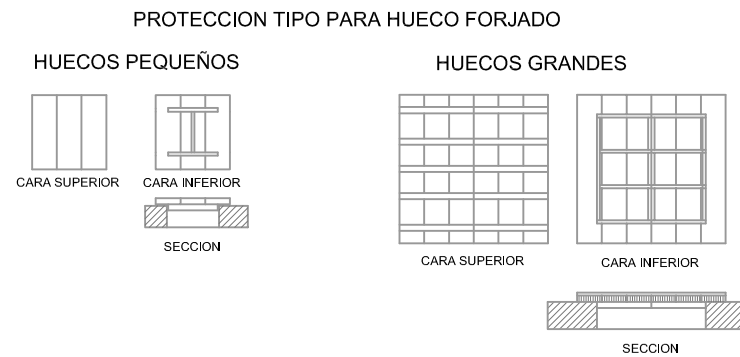 PROTECCION TIPO PARA HUECO FORJADO
HUECOS PEQUEÑOS
HUECOS GRANDES
CARA SUPERIOR
CARA INFERIOR
SECCION
CARA SUPERIOR
CARA INFERIOR
SECCION